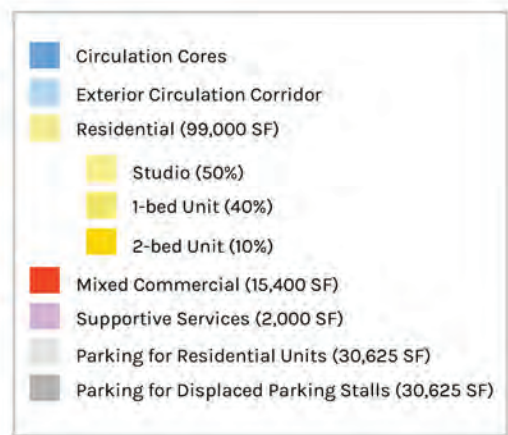 Circulation Cores
Exterior Circulation Corridor
Residential (99,000 SF)
Studio (50%)
1-bed Unit (40%)
2-bed Unit (10%)
Mixed Commercial (15,400 SF)
Supportive Services (2,000 SF)
Parking for Residential Units (30,625 SF)
Parking for Displaced Parking Stalls (30,625 SF)